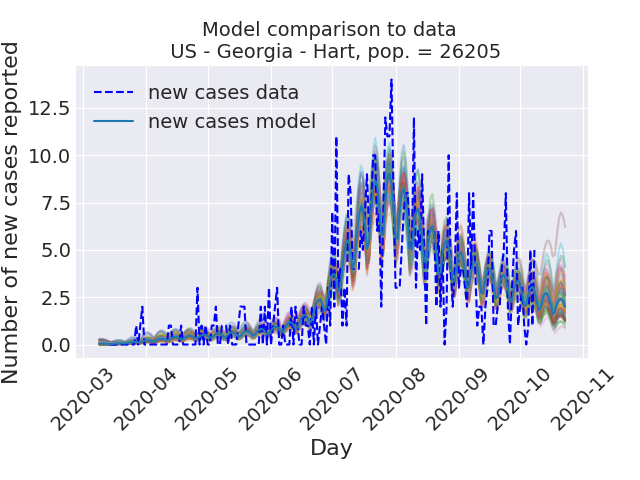 Model comparison to data
US - Georgia - Hart, pop. = 26205
Number of new cases reported
12.5
10.0
7.5
5.0
2.5
0.0
new cases data
new cases model
2020-03
2020-04
2020-05
2020-06
2020-07
2020-08
2020-09
2020-10
2020-11
Day